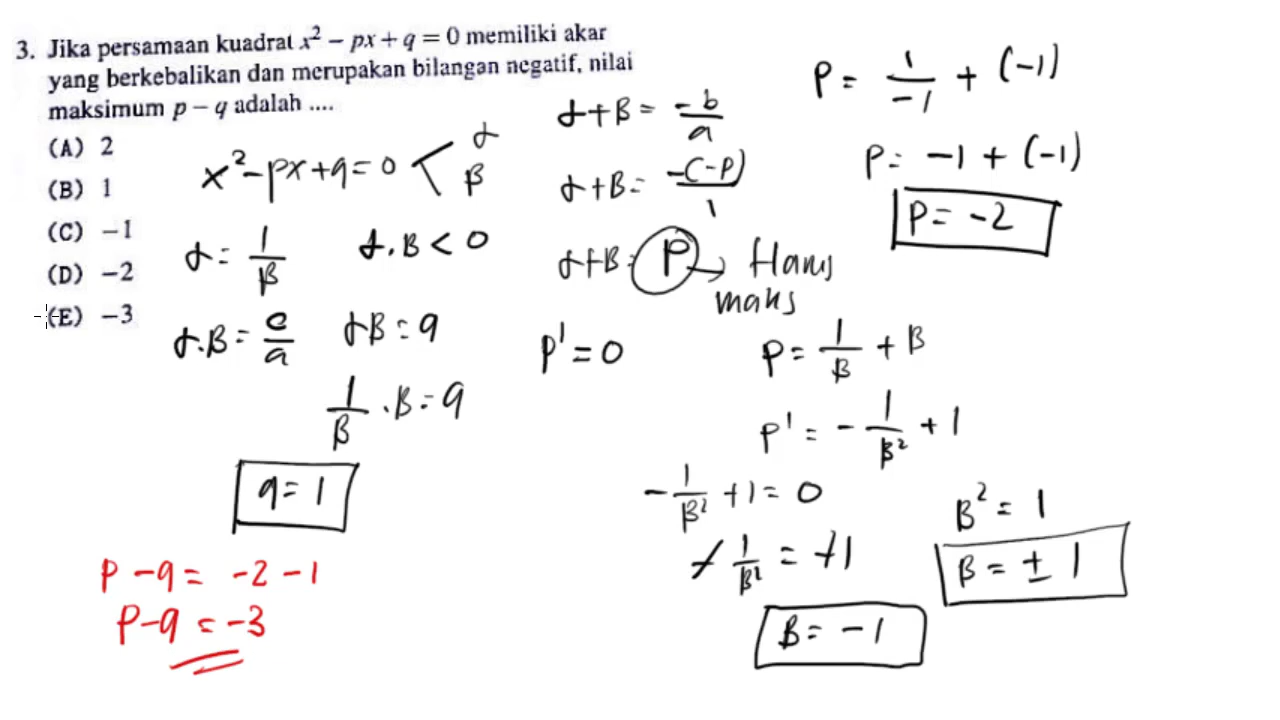 3. Jika persamaan kuadrat x² − px + q = 0 memiliki akar
yang berkebalikan dan merupakan bilangan negatif, nilai
maksimum p − q adalah ....
(A) 2
(B) 1
(C) −1
(D) −2
(E) −3
x² − px + q = 0 < α
β
α = 1/β
α . β < 0
α . β = c/a
αβ = q
1/β . β = q
q = 1
p − q = −2 − 1
p − q = −3
α + β = −b/a
α + β = −(−p)/1
α + β = p → Harus
maks
p' = 0
p = 1/β + β
p' = − 1/β² + 1
− 1/β² + 1 = 0
− 1/β² = −1
β² = 1
β = ± 1
β = −1
p = 1/−1 + (−1)
p = −1 + (−1)
p = −2